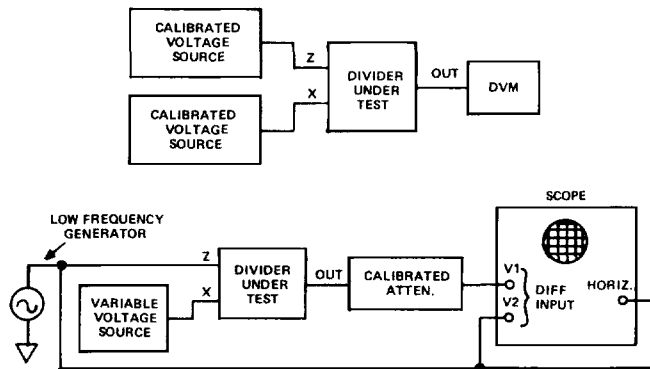 CALIBRATED
VOLTAGE
SOURCE
Z
CALIBRATED
VOLTAGE
SOURCE
X
DIVIDER
UNDER
TEST
OUT
DVM
LOW FREQUENCY
GENERATOR
Z
VARIABLE
VOLTAGE
SOURCE
X
DIVIDER
UNDER
TEST
OUT
CALIBRATED
ATTEN.
SCOPE
V1
V2
DIFF
INPUT
HORIZ.